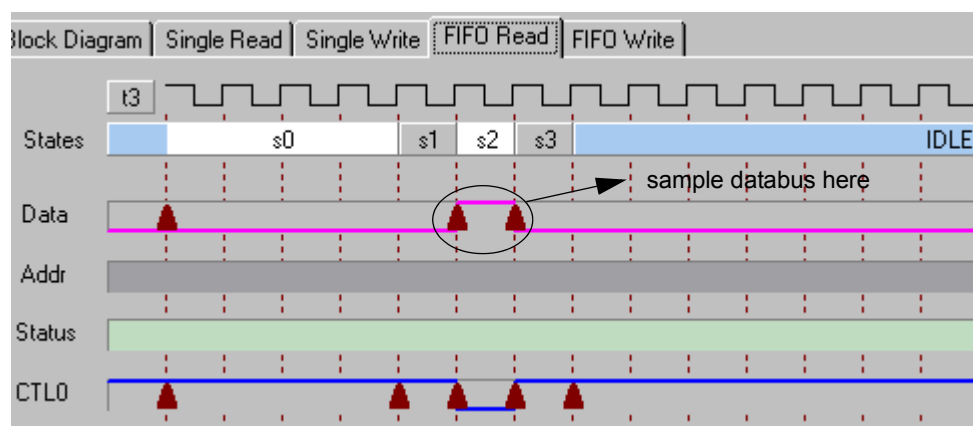 Block Diagram Single Read Single Write FIFO Read FIFO Write
t3
States s0 s1 s2 s3 IDLE
sample databus here
Data
Addr
Status
CTL0